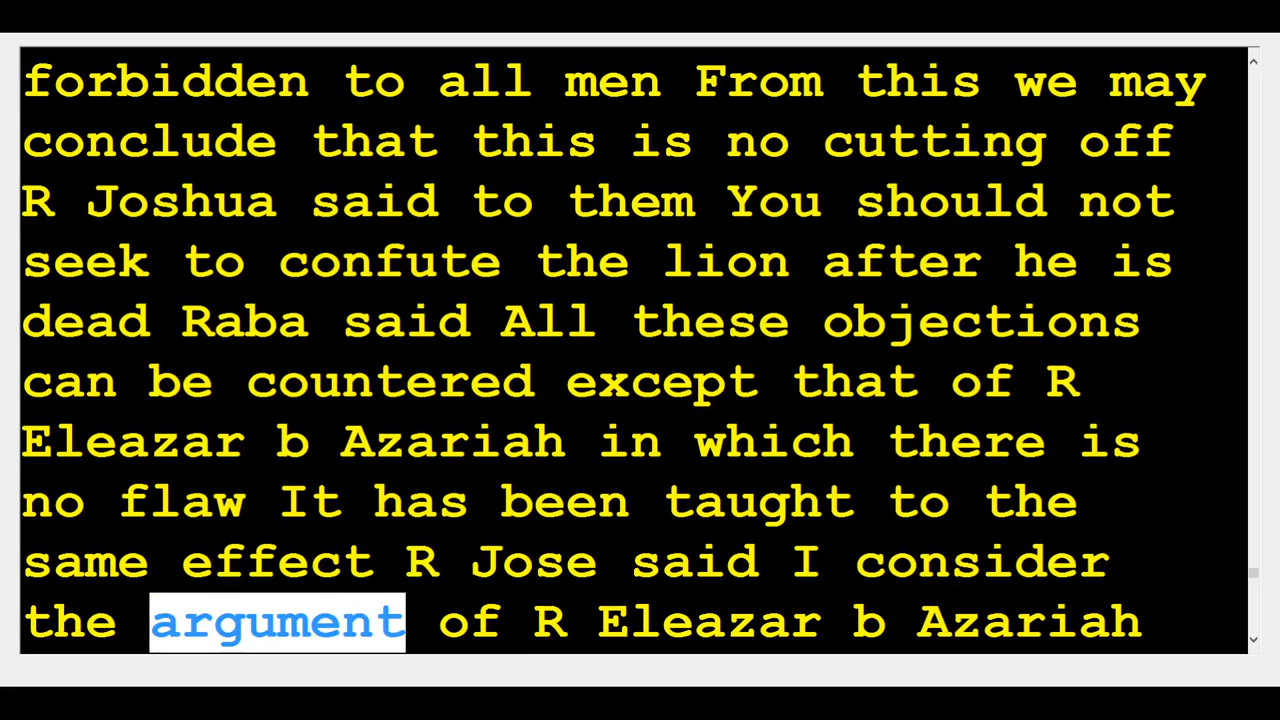 forbidden to all men From this we may
conclude that this is no cutting off
R Joshua said to them You should not
seek to confute the lion after he is
dead Raba said All these objections
can be countered except that of R
Eleazar b Azariah in which there is
no flaw It has been taught to the
same effect R Jose said I consider
the argument of R Eleazar b Azariah